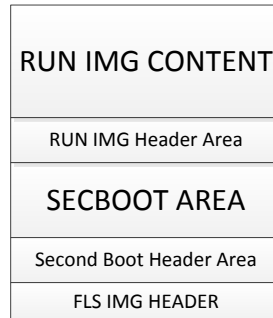 RUN IMG CONTENT
RUN IMG Header Area
SECBOOT AREA
Second Boot Header Area
FLS IMG HEADER